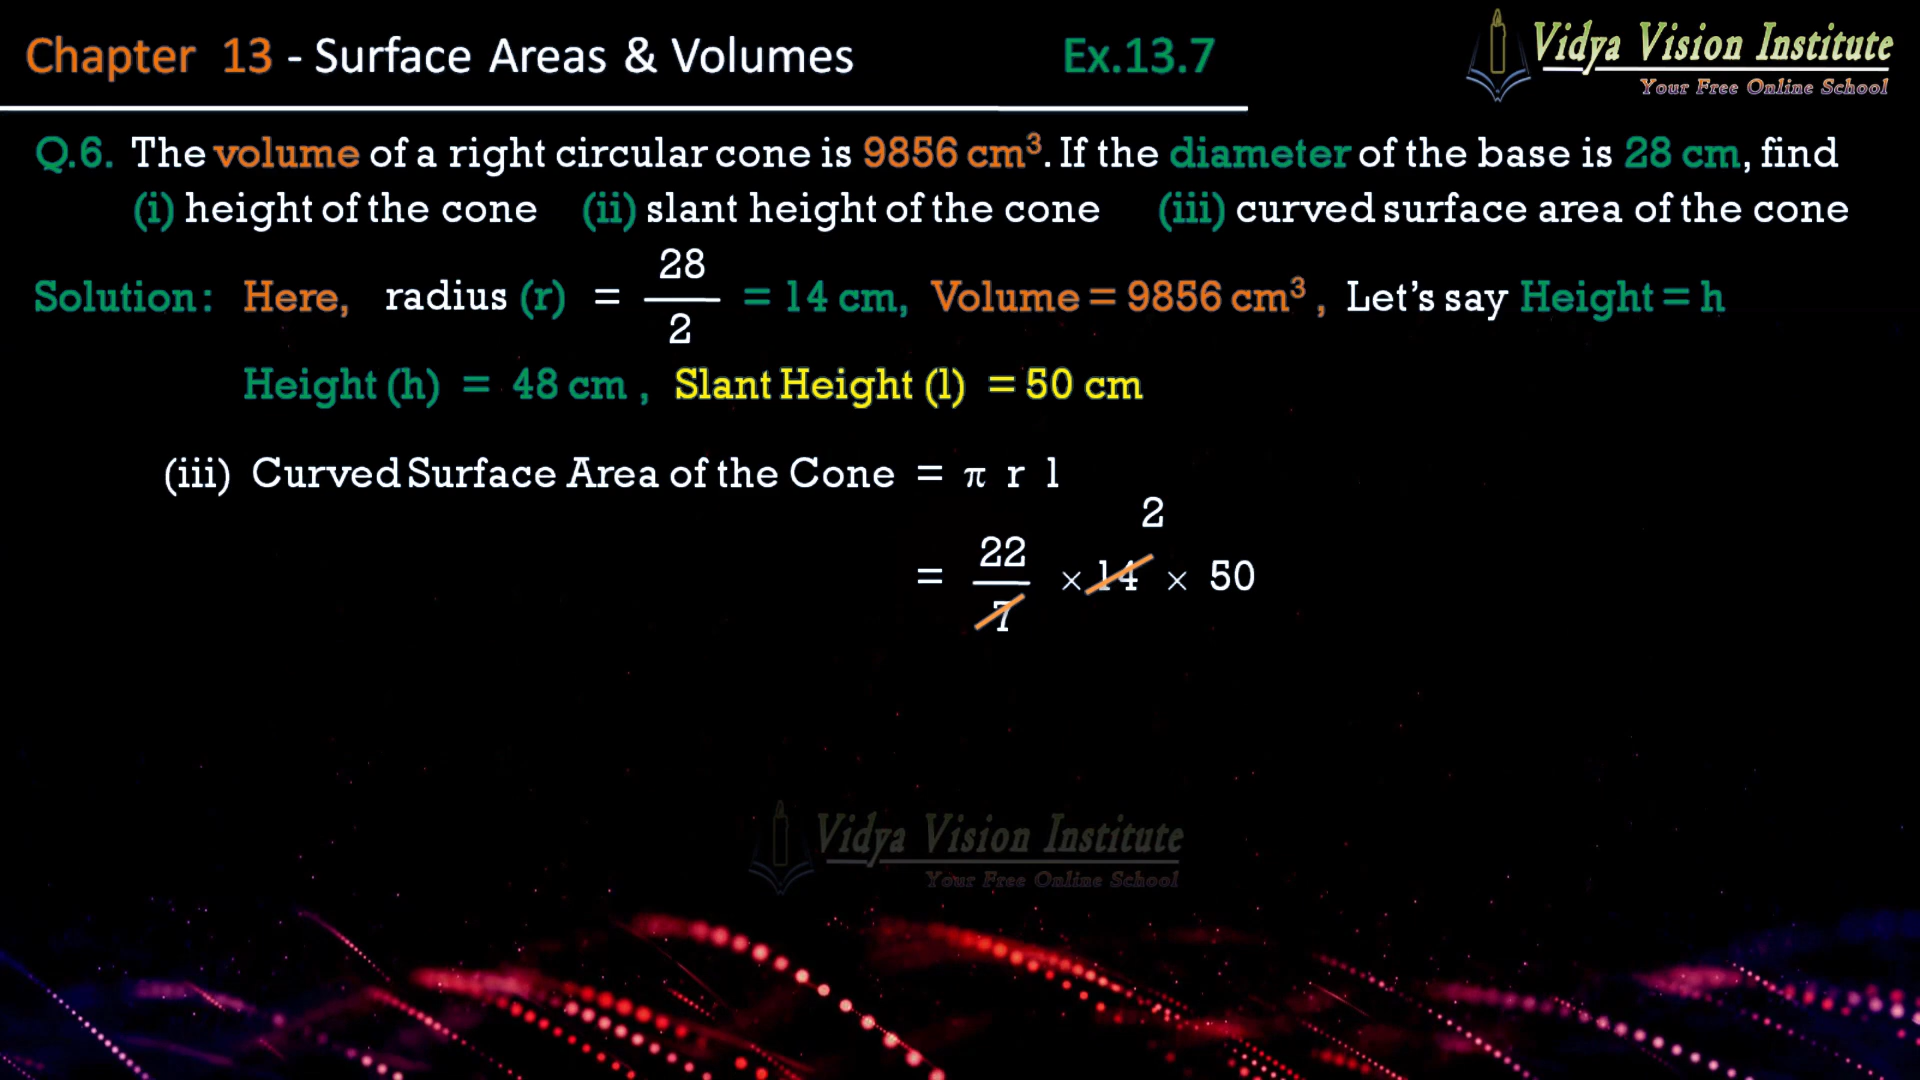 Chapter 13 - Surface Areas & Volumes Ex.13.7
Vidya Vision Institute
Your Free Online School
Q.6. The volume of a right circular cone is 9856 cm³. If the diameter of the base is 28 cm, find
(i) height of the cone (ii) slant height of the cone (iii) curved surface area of the cone
Solution: Here, radius (r) = 28/2 = 14 cm, Volume = 9856 cm³, Let's say Height = h
Height (h) = 48 cm, Slant Height (l) = 50 cm
(iii) Curved Surface Area of the Cone = π r l
2
= 22/7 × 14 × 50
Vidya Vision Institute
Your Free Online School